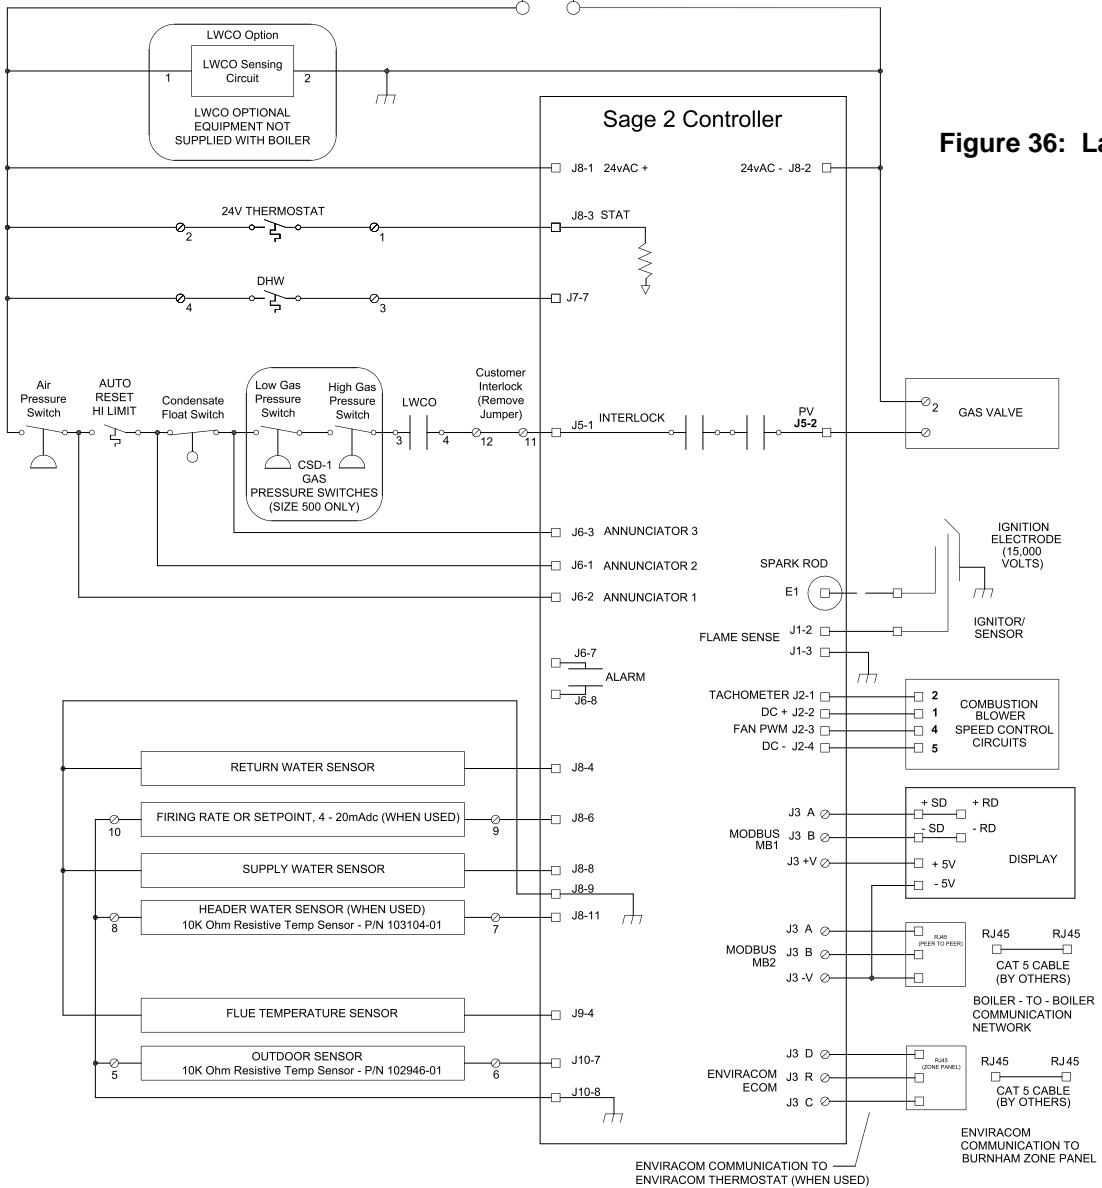 LWCO Option
LWCO Sensing
Circuit
1
2
LWCO OPTIONAL
EQUIPMENT NOT
SUPPLIED WITH BOILER
Sage 2 Controller
Figure 36: La
J8-1 24vAC +
24vAC - J8-2
24V THERMOSTAT
2
1
J8-3 STAT
DHW
4
3
J7-7
Air
Pressure
Switch
AUTO
RESET
HI LIMIT
Condensate
Float Switch
Low Gas
Pressure
Switch
High Gas
Pressure
Switch
CSD-1
GAS
PRESSURE SWITCHES
(SIZE 500 ONLY)
LWCO
3
4
Customer
Interlock
(Remove
Jumper)
12
11
J5-1 INTERLOCK
PV
J5-2
2
GAS VALVE
J6-3 ANNUNCIATOR 3
J6-1 ANNUNCIATOR 2
J6-2 ANNUNCIATOR 1
SPARK ROD
E1
IGNITION
ELECTRODE
(15,000
VOLTS)
IGNITOR/
SENSOR
FLAME SENSE
J1-2
J1-3
J6-7
ALARM
J6-8
TACHOMETER J2-1
DC + J2-2
FAN PWM J2-3
DC - J2-4
2
1
4
5
COMBUSTION
BLOWER
SPEED CONTROL
CIRCUITS
RETURN WATER SENSOR
J8-4
10
FIRING RATE OR SETPOINT, 4 - 20mAdc (WHEN USED)
9
J8-6
SUPPLY WATER SENSOR
J8-8
J8-9
8
HEADER WATER SENSOR (WHEN USED)
10K Ohm Resistive Temp Sensor - P/N 103104-01
7
J8-11
FLUE TEMPERATURE SENSOR
J9-4
5
OUTDOOR SENSOR
10K Ohm Resistive Temp Sensor - P/N 102946-01
6
J10-7
J10-8
MODBUS
MB1
J3 A
J3 B
J3 +V
+ SD
+ RD
- SD
- RD
+ 5V
- 5V
DISPLAY
MODBUS
MB2
J3 A
J3 B
J3 -V
RJ45
(PEER TO PEER)
RJ45
RJ45
CAT 5 CABLE
(BY OTHERS)
BOILER - TO - BOILER
COMMUNICATION
NETWORK
ENVIRACOM
ECOM
J3 D
J3 R
J3 C
RJ45
(ZONE PANEL)
RJ45
RJ45
CAT 5 CABLE
(BY OTHERS)
ENVIRACOM
COMMUNICATION TO
BURNHAM ZONE PANEL
ENVIRACOM COMMUNICATION TO
ENVIRACOM THERMOSTAT (WHEN USED)